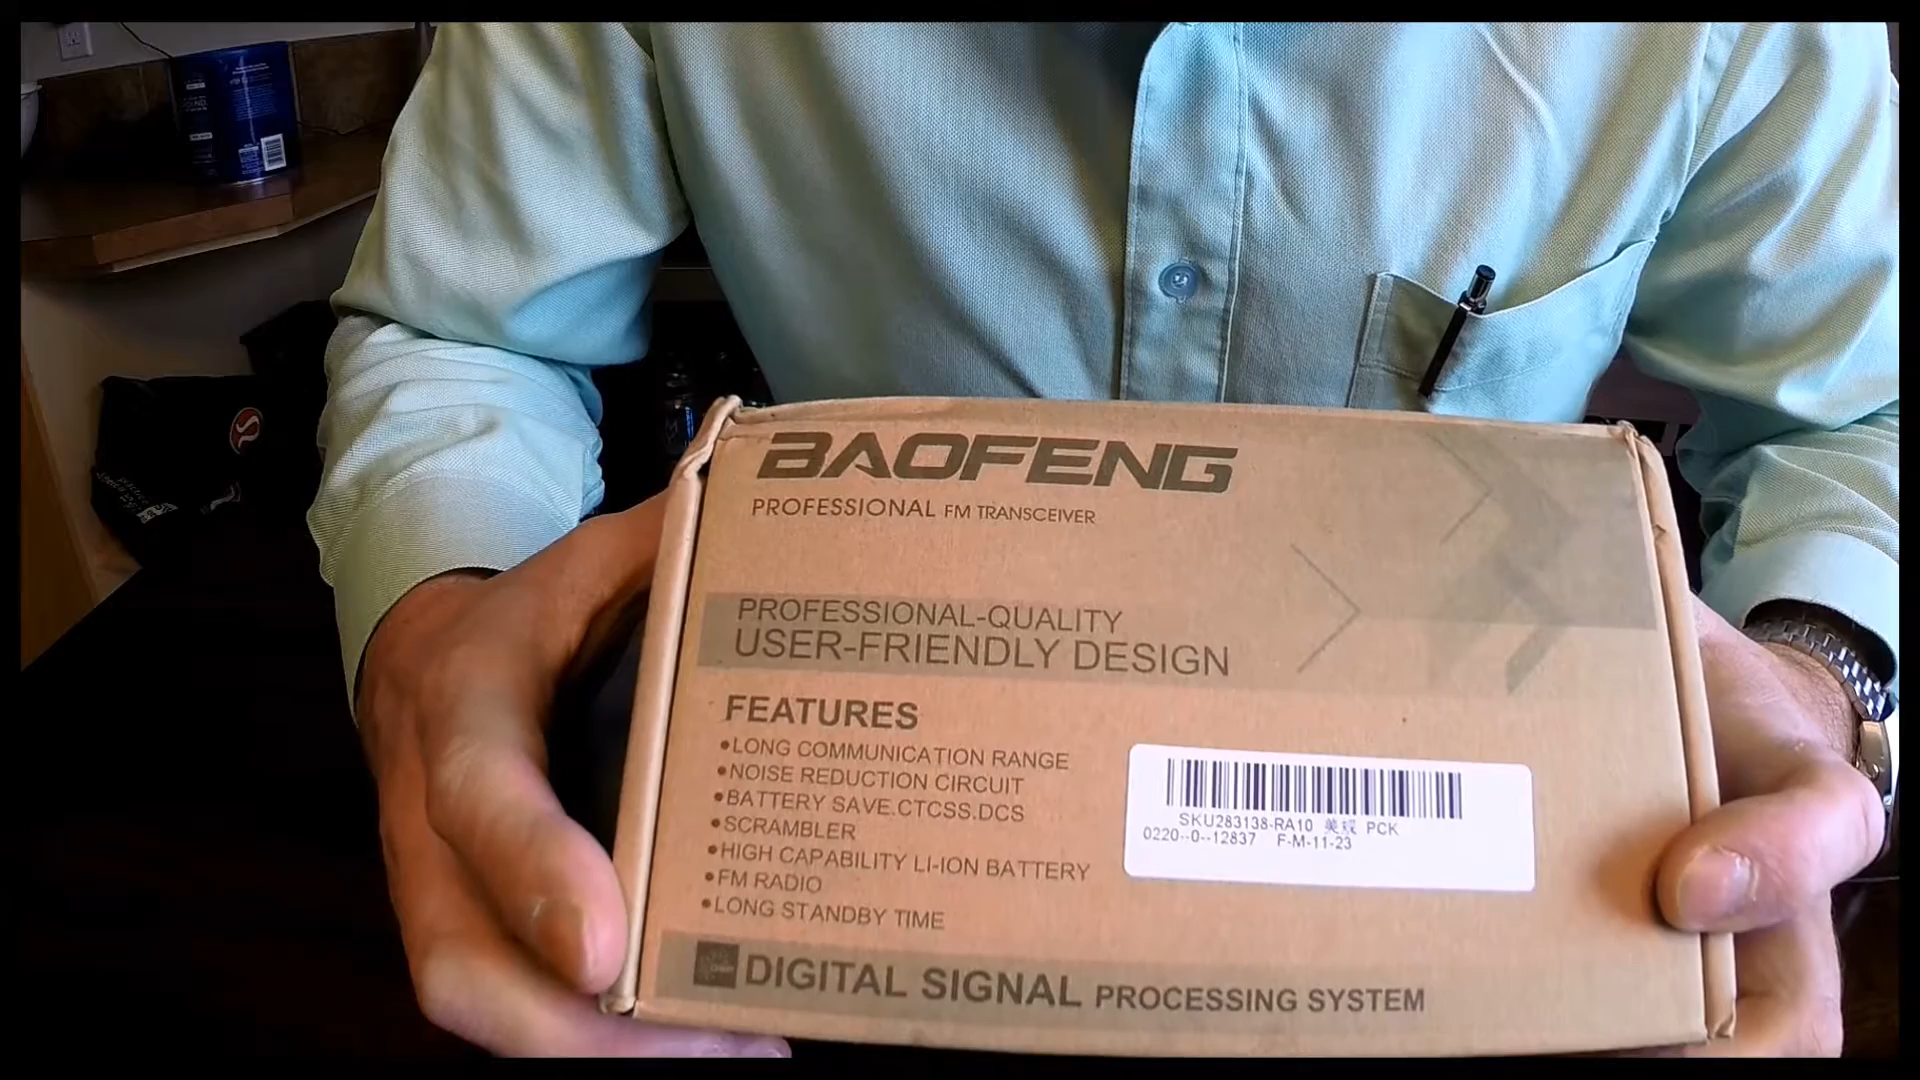 BAOFENG
PROFESSIONAL FM TRANSCEIVER
PROFESSIONAL-QUALITY
USER-FRIENDLY DESIGN
FEATURES
•LONG COMMUNICATION RANGE
•NOISE REDUCTION CIRCUIT
•BATTERY SAVE.CTCSS.DCS
•SCRAMBLER
•HIGH CAPABILITY LI-ION BATTERY
•FM RADIO
•LONG STANDBY TIME
SKU283138-RA10 PCK
0220--0--12837 F-M-11-23
DIGITAL SIGNAL PROCESSING SYSTEM